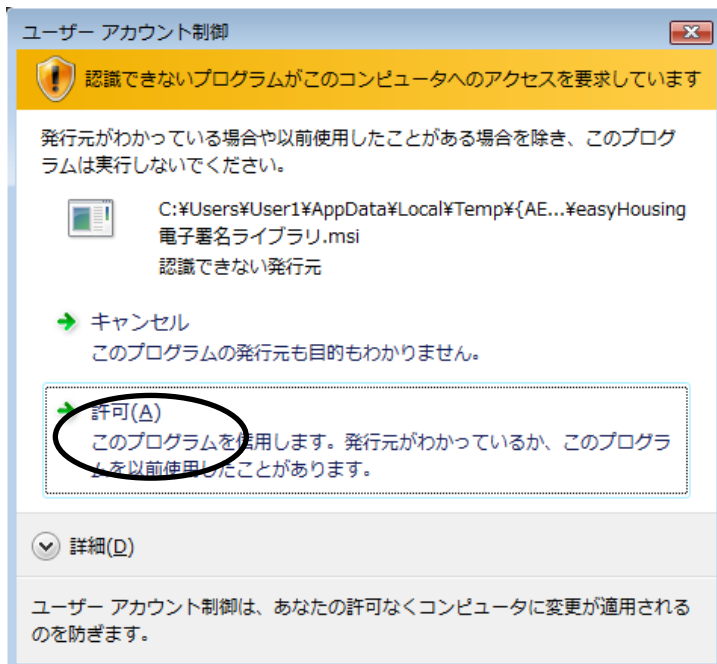 ユーザー アカウント制御
認識できないプログラムがこのコンピュータへのアクセスを要求しています
発行元がわかっている場合や以前使用したことがある場合を除き、このプログ
ラムは実行しないでください。
C:¥Users¥User1¥AppData¥Local¥Temp¥{AE...¥easyHousing
電子署名ライブラリ.msi
認識できない発行元
キャンセル
このプログラムの発行元も目的もわかりません。
許可(A)
このプログラムを信用します。発行元がわかっているか、このプログラ
ムを以前使用したことがあります。
詳細(D)
ユーザー アカウント制御は、あなたの許可なくコンピュータに変更が適用される
のを防ぎます。